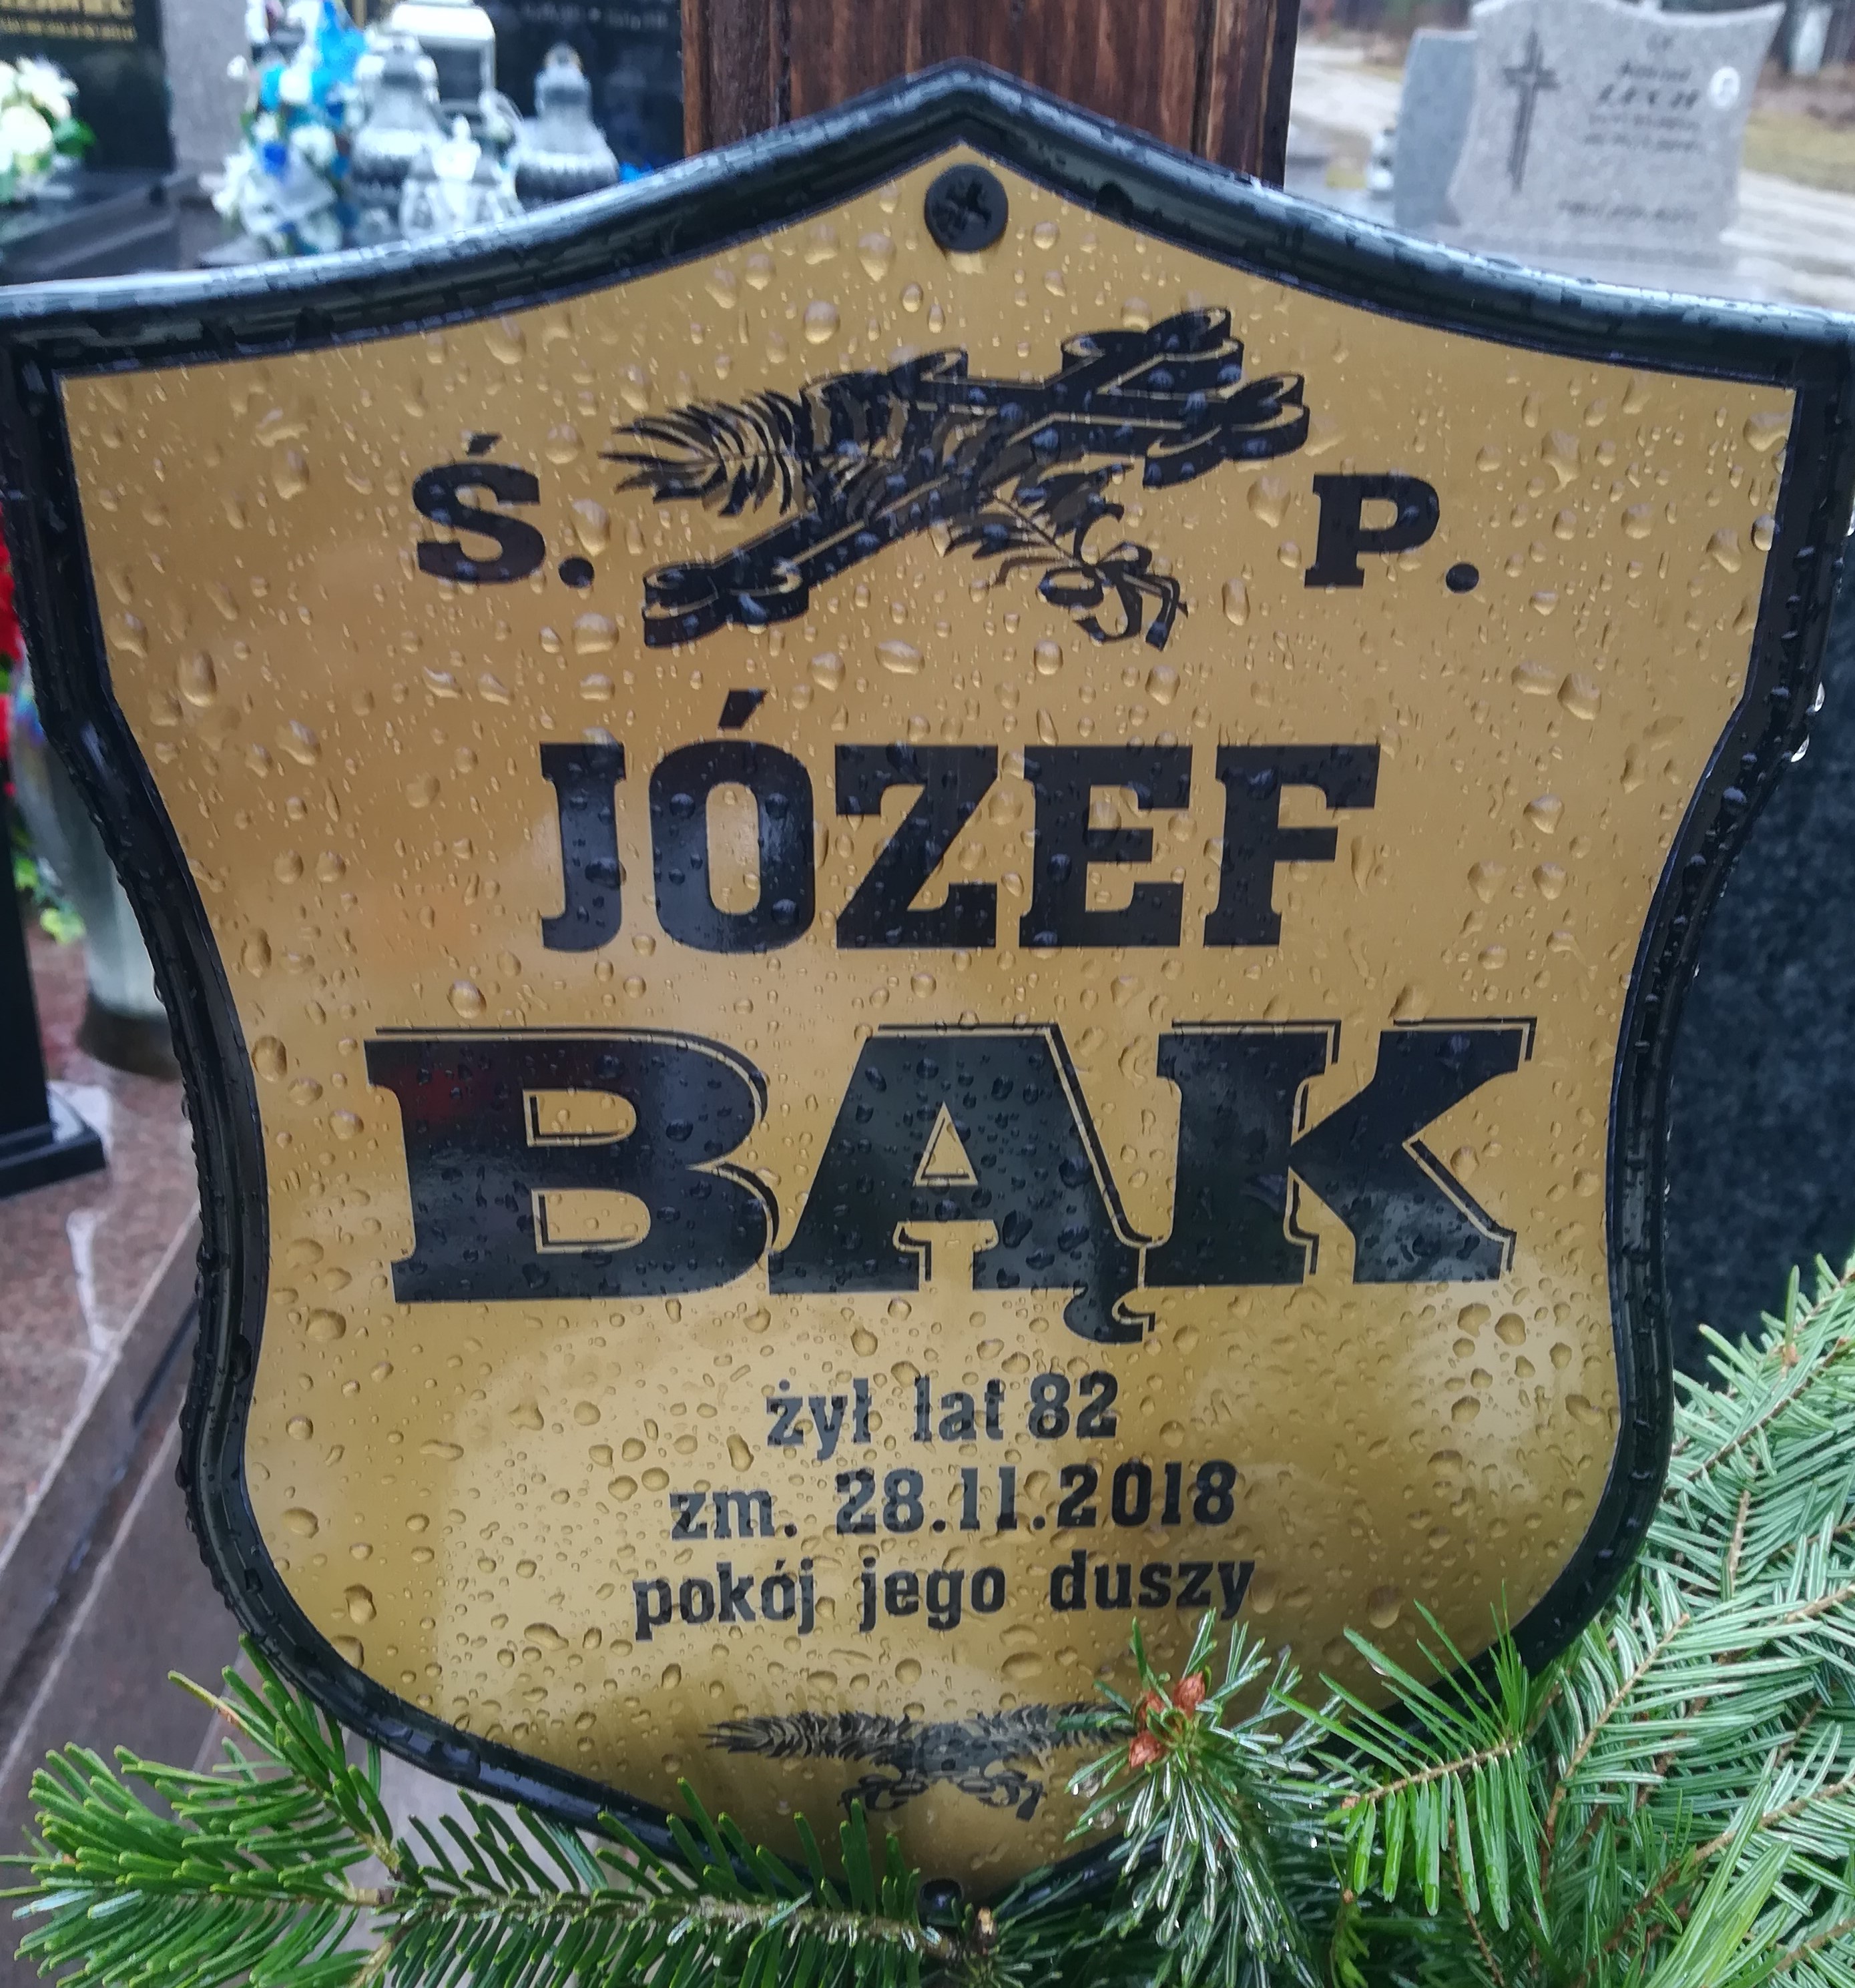 Ś. P.
JÓZEF
BĄK
żył lat 82
zm. 28.11.2018
pokój jego duszy